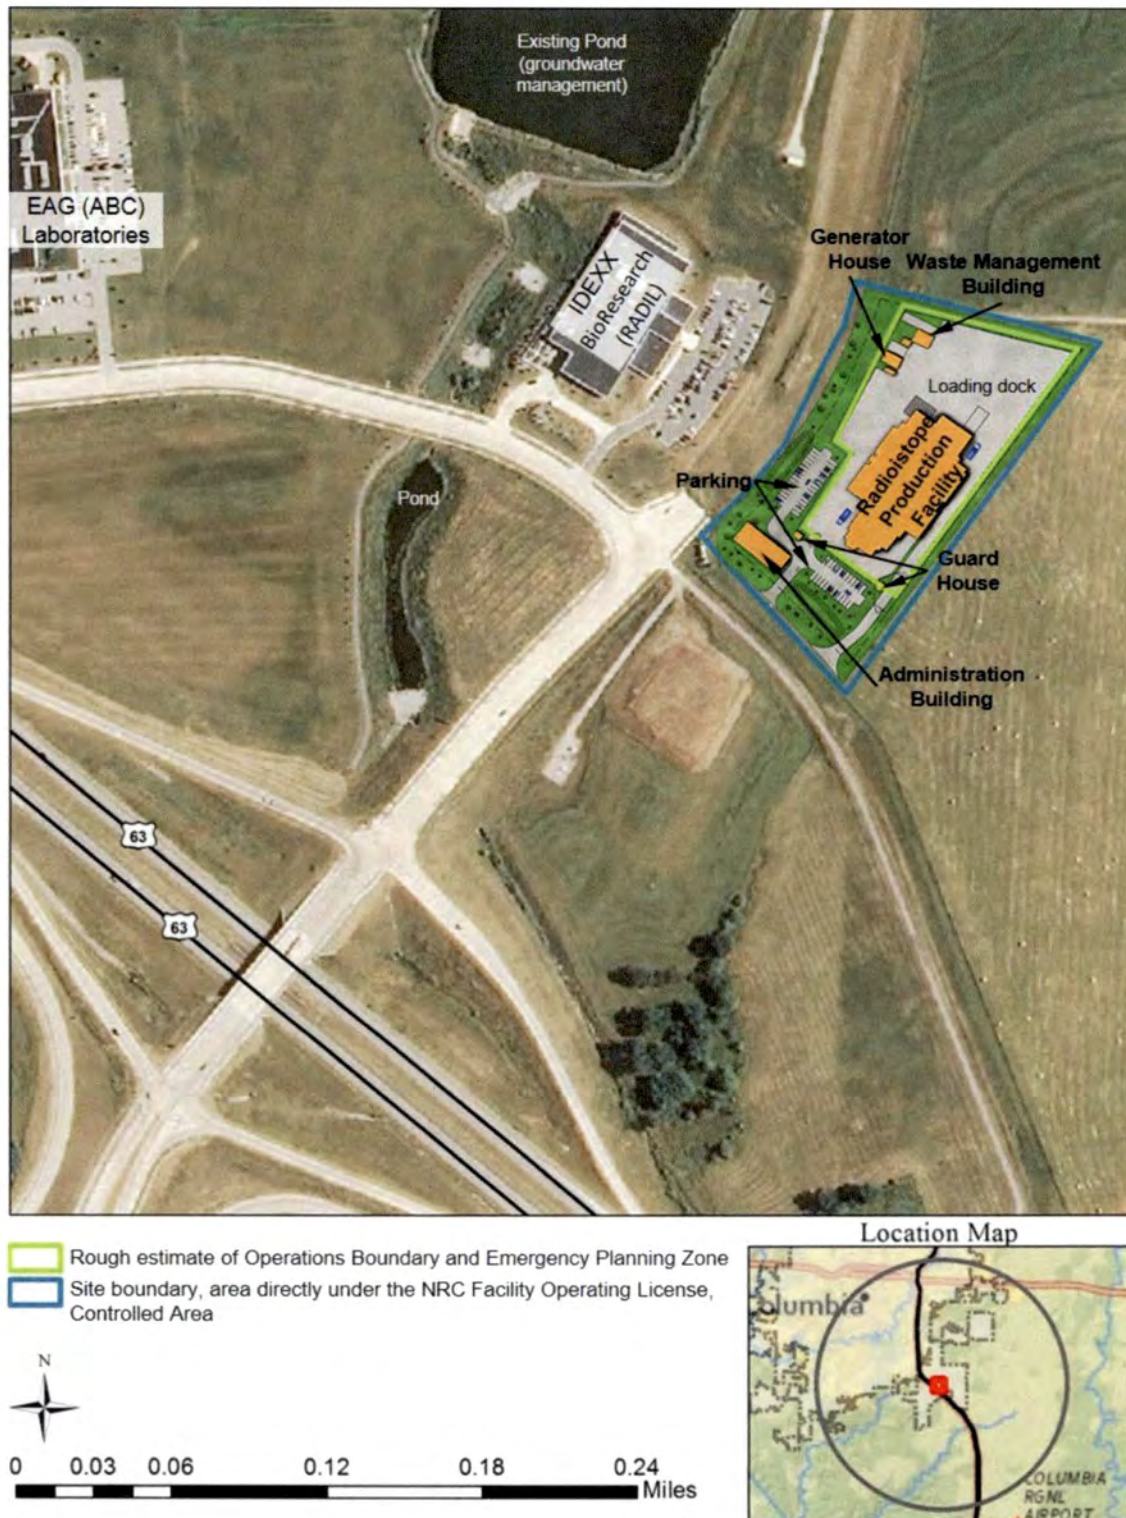 Existing Pond
(groundwater
management)
EAG (ABC)
Laboratories
IDEXX
BioResearch
(RADIL)
Generator
House
Waste Management
Building
Loading dock
Radioistope
Production
Facility
Parking
Pond
Guard
House
Administration
Building
63
63
Rough estimate of Operations Boundary and Emergency Planning Zone
Site boundary, area directly under the NRC Facility Operating License,
Controlled Area
N
0 0.03 0.06 0.12 0.18 0.24
Miles
Location Map
olumbia
COLUMBIA
RGNL
AIRPORT